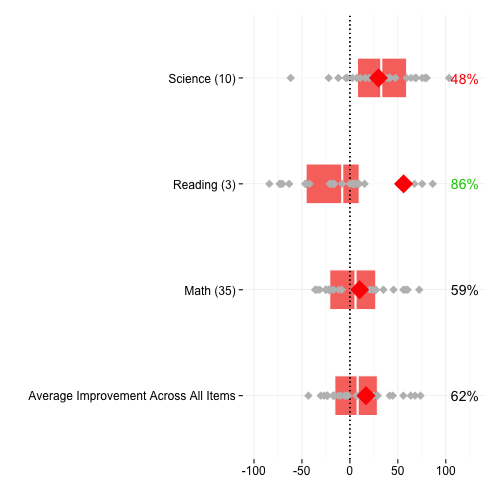 Science (10) 48%
Reading (3) 86%
Math (35) 59%
Average Improvement Across All Items 62%
-100 -50 0 50 100